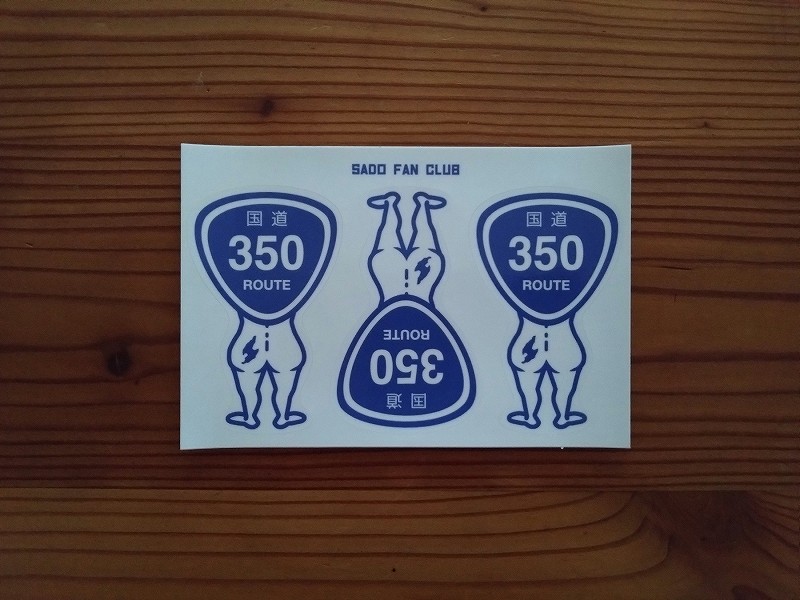 SADO FAN CLUB
国道
350
ROUTE
国道
350
ROUTE
国道
350
ROUTE